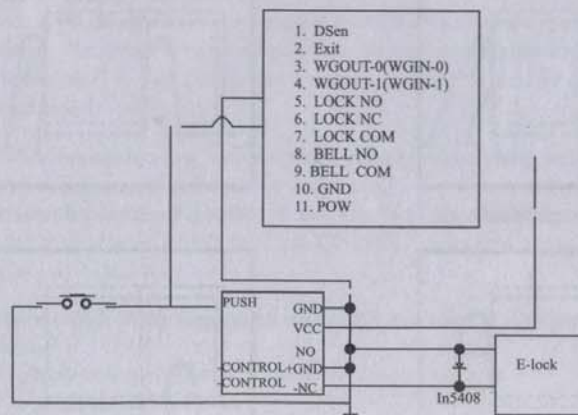 1. DSen
2. Exit
3. WGOUT-0(WGIN-0)
4. WGOUT-1(WGIN-1)
5. LOCK NO
6. LOCK NC
7. LOCK COM
8. BELL NO
9. BELL COM
10. GND
11. POW
PUSH
GND
VCC
NO
CONTROL+GND
CONTROL -NC
E-lock
In5408